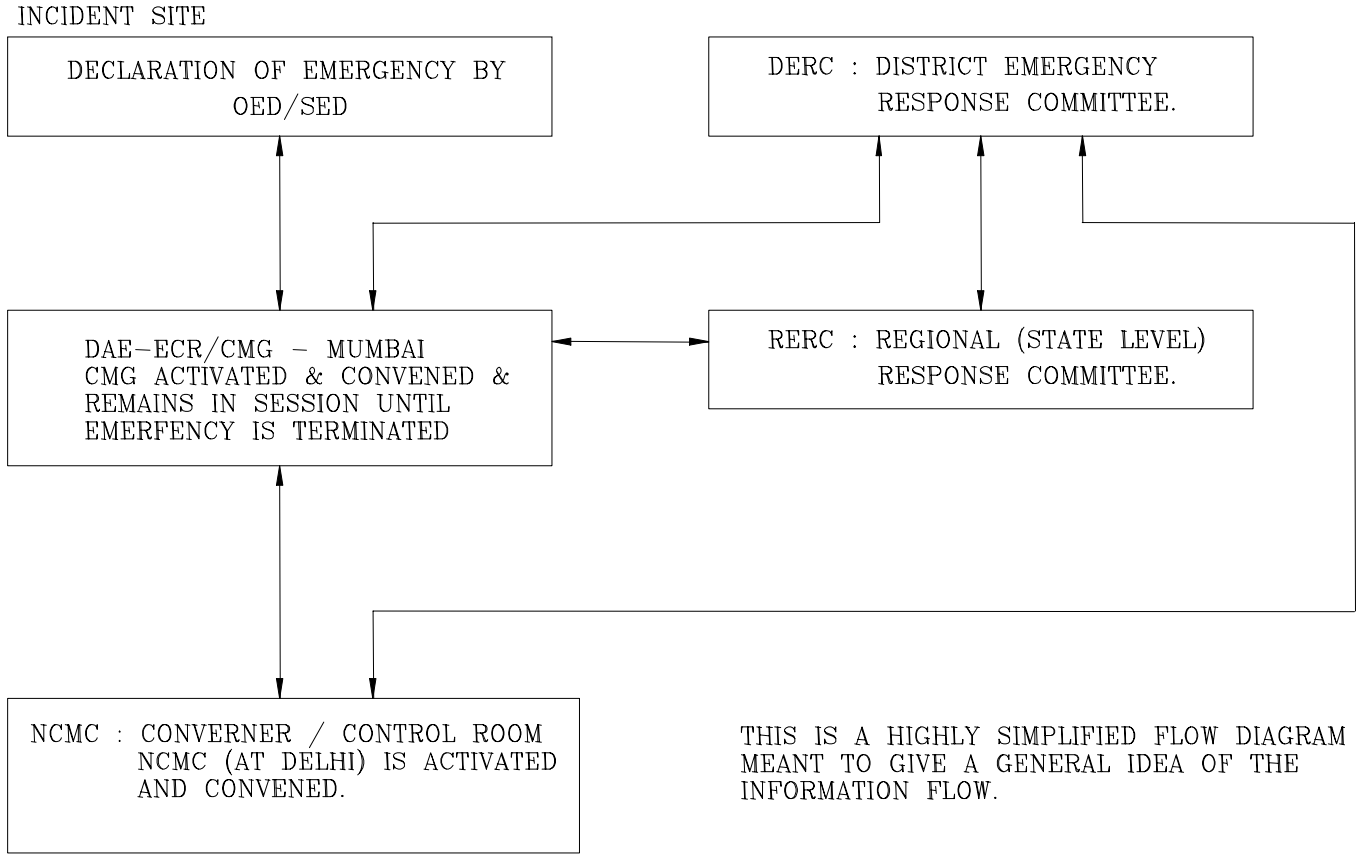 INCIDENT SITE
DECLARATION OF EMERGENCY BY
OED/SED
DERC : DISTRICT EMERGENCY
RESPONSE COMMITTEE.
DAE-ECR/CMG - MUMBAI
CMG ACTIVATED & CONVENED &
REMAINS IN SESSION UNTIL
EMERFENCY IS TERMINATED
RERC : REGIONAL (STATE LEVEL)
RESPONSE COMMITTEE.
NCMC : CONVERNER / CONTROL ROOM
NCMC (AT DELHI) IS ACTIVATED
AND CONVENED.
THIS IS A HIGHLY SIMPLIFIED FLOW DIAGRAM
MEANT TO GIVE A GENERAL IDEA OF THE
INFORMATION FLOW.